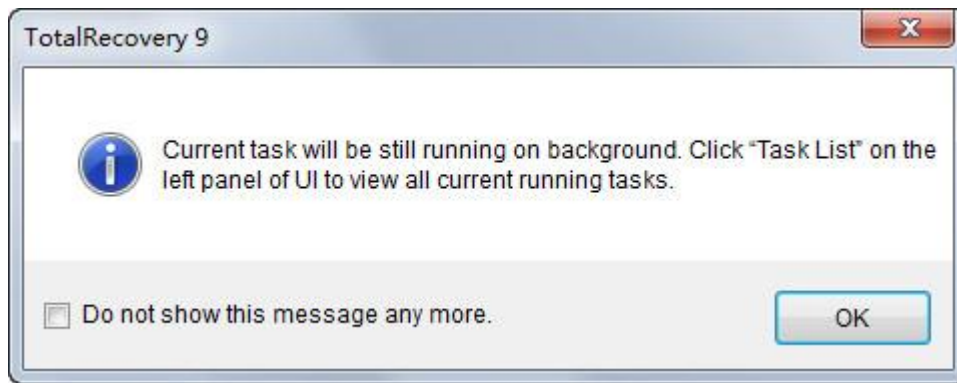 TotalRecovery 9
Current task will be still running on background. Click “Task List” on the
left panel of UI to view all current running tasks.
Do not show this message any more.
OK